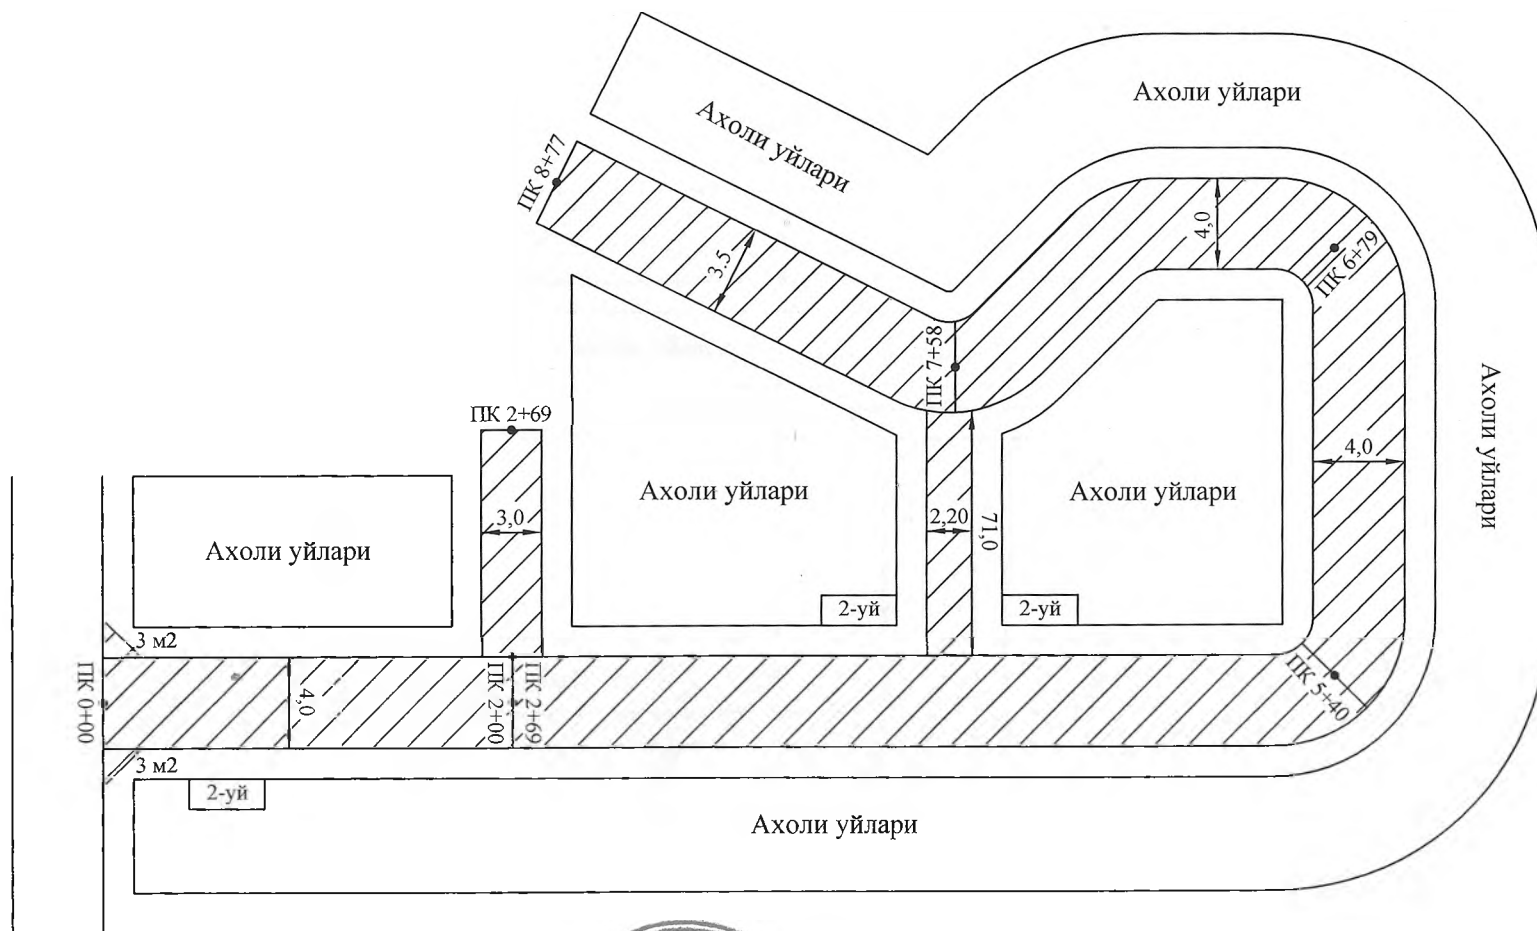 Ахоли уйлари
Ахоли уйлари
ПК 8+77
4,0
ПК 6+79
3.5
ПК 7+58
Ахоли уйлари
ПК 2+69
4,0
Ахоли уйлари
Ахоли уйлари
3,0
2,20
71,0
Ахоли уйлари
2-уй
2-уй
3 м2
ПК 0+00
4,0
ПК 2+00
ПК 2+69
ПК 5+40
3 м2
2-уй
Ахоли уйлари